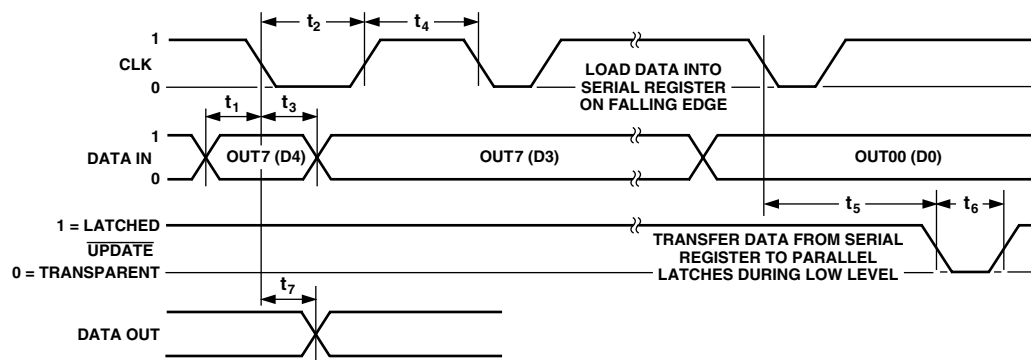 t2
t4
1
CLK
0
LOAD DATA INTO
SERIAL REGISTER
ON FALLING EDGE
t1
t3
1
DATA IN
0
OUT7 (D4)
OUT7 (D3)
OUT00 (D0)
t5
t6
1 = LATCHED
UPDATE
0 = TRANSPARENT
TRANSFER DATA FROM SERIAL
REGISTER TO PARALLEL
LATCHES DURING LOW LEVEL
t7
DATA OUT